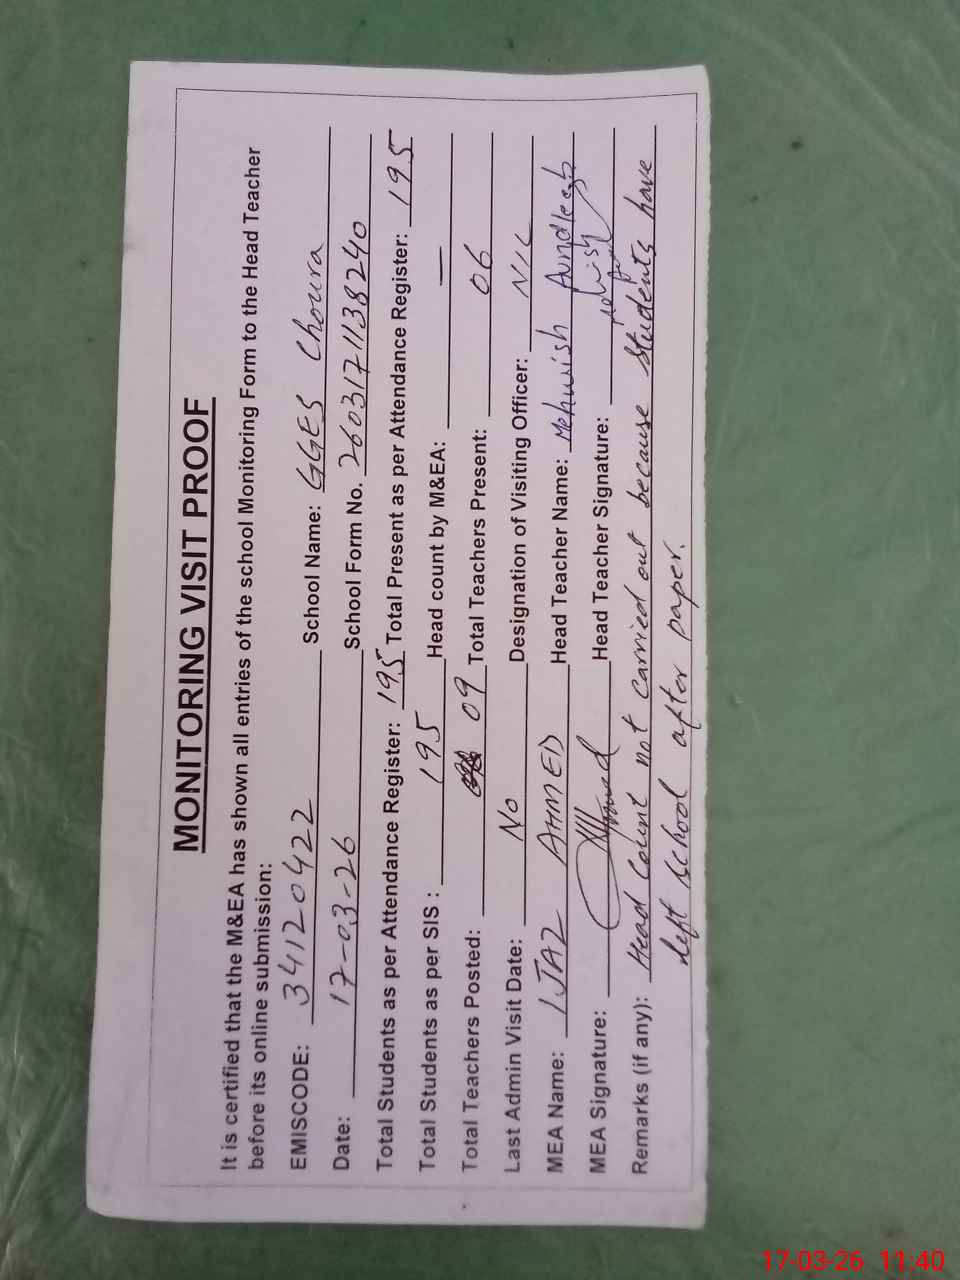 MONITORING VISIT PROOF
It is certified that the M&EA has shown all entries of the school Monitoring Form to the Head Teacher
before its online submission:
EMISCODE: 34120422 School Name: GGES Choura
Date: 17-03-26 School Form No. 2603171138240
Total Students as per Attendance Register: 195 Total Present as per Attendance Register: 195
Total Students as per SIS : 195 Head count by M&EA: —
Total Teachers Posted: 09 Total Teachers Present: 06
Last Admin Visit Date: No Designation of Visiting Officer: NIL
MEA Name: IJAZ AHMED Head Teacher Name: Mehwish
MEA Signature: Ahmed Head Teacher Signature:
Remarks (if any): Head Count not carried out because students have
left school after paper.
17-03-26 11:40